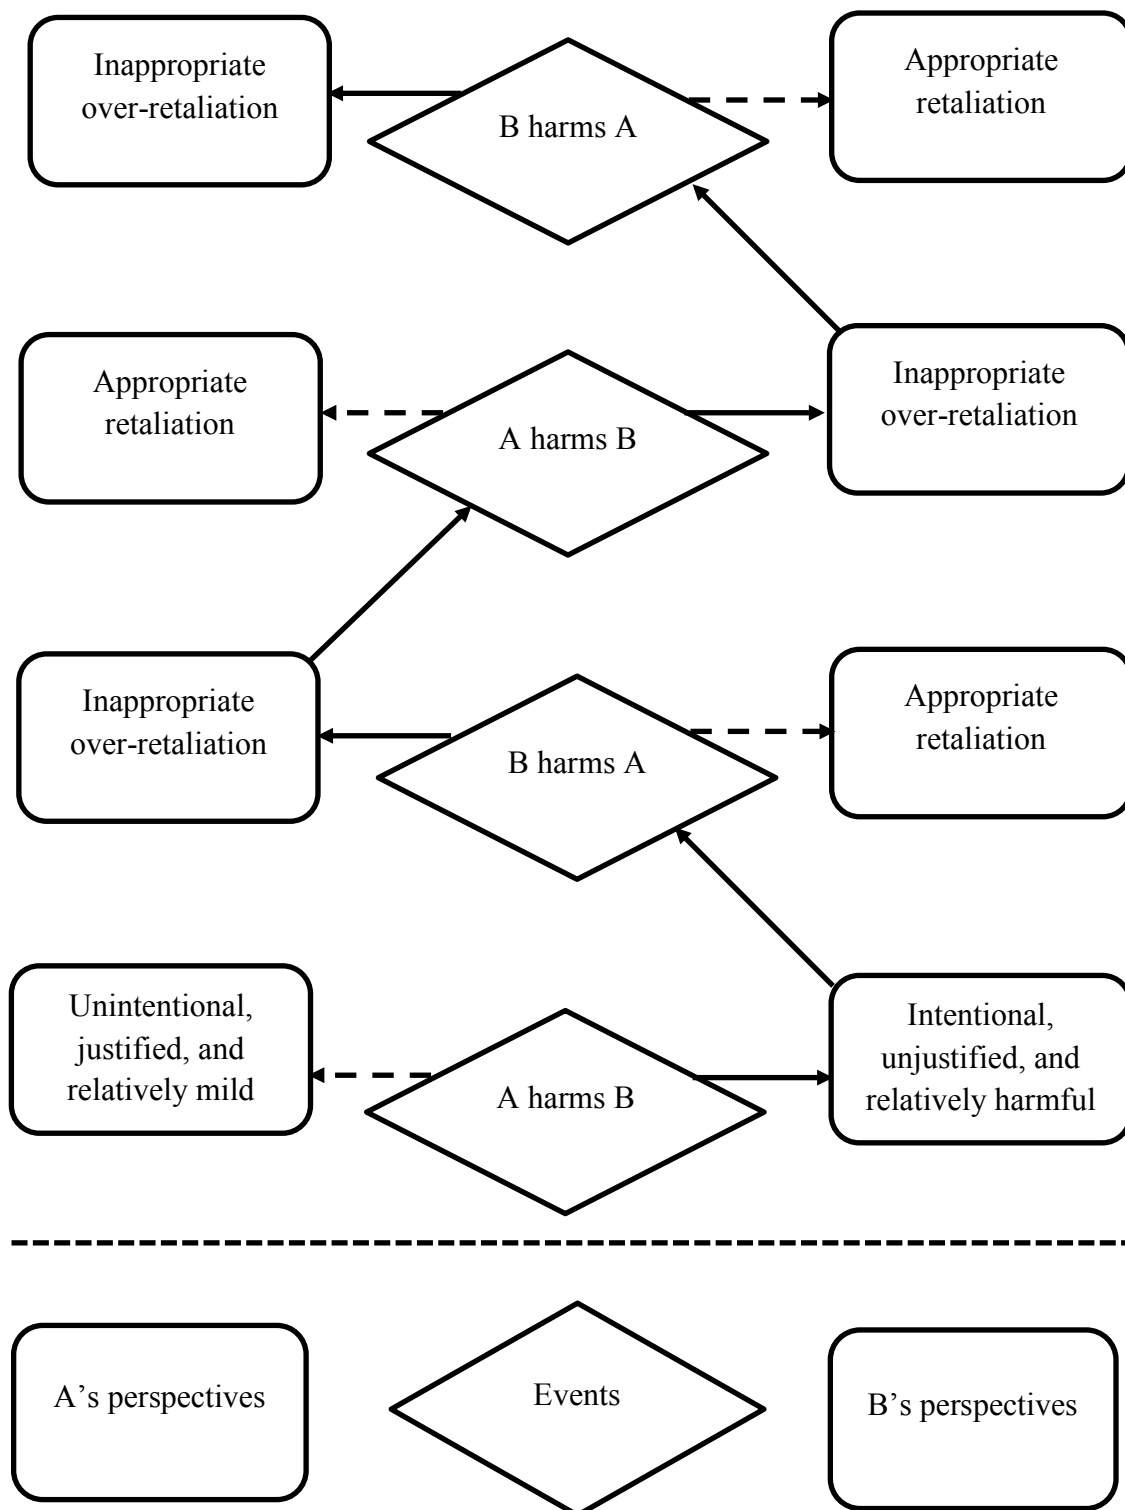 Inappropriate
over-retaliation
B harms A
Appropriate
retaliation
Appropriate
retaliation
A harms B
Inappropriate
over-retaliation
Inappropriate
over-retaliation
B harms A
Appropriate
retaliation
Unintentional,
justified, and
relatively mild
A harms B
Intentional,
unjustified, and
relatively harmful
A’s perspectives
Events
B’s perspectives